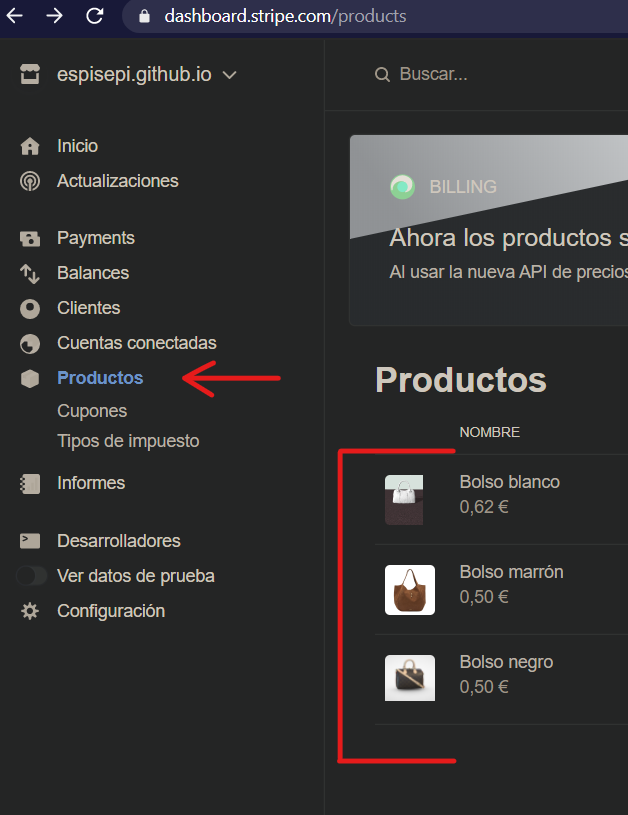 dashboard.stripe.com/products
espisepi.github.io
Buscar...
Inicio
Actualizaciones
Payments
Balances
Clientes
Cuentas conectadas
Productos
Cupones
Tipos de impuesto
Informes
Desarrolladores
Ver datos de prueba
Configuración
BILLING
Ahora los productos s
Al usar la nueva API de precios
Productos
NOMBRE
Bolso blanco
0,62 €
Bolso marrón
0,50 €
Bolso negro
0,50 €